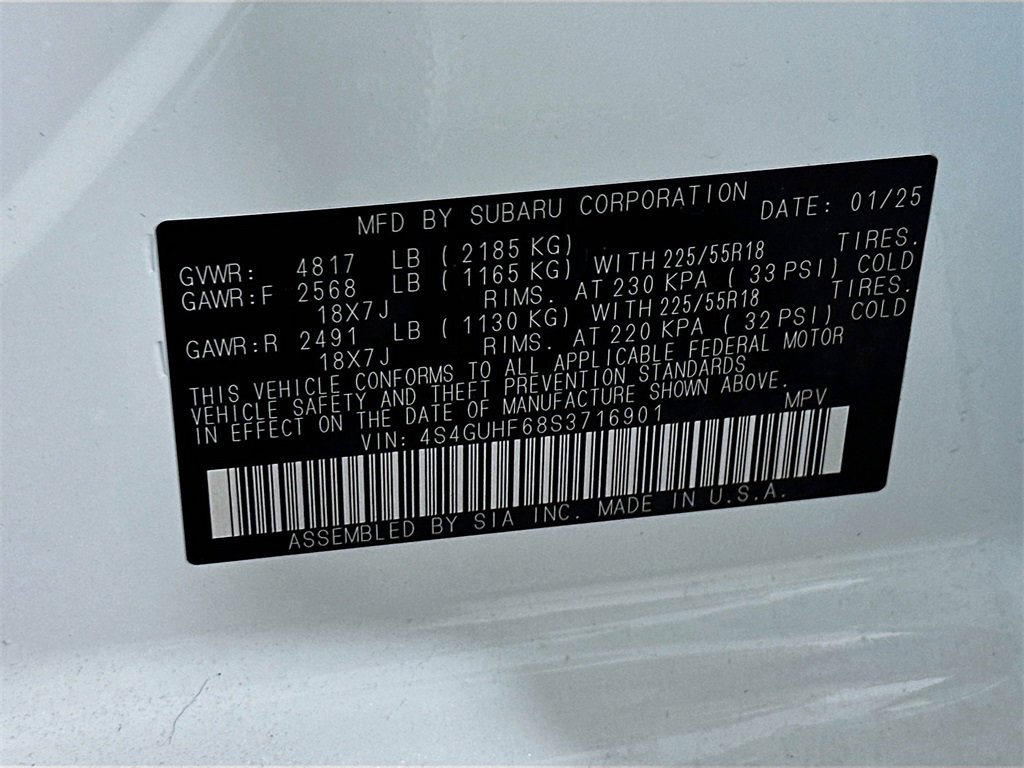 MFD BY SUBARU CORPORATION DATE: 01/25
GVWR: 4817 LB ( 2185 KG)
GAWR:F 2568 LB ( 1165 KG) WITH 225/55R18 TIRES.
18X7J RIMS. AT 230 KPA ( 33 PSI) COLD
GAWR:R 2491 LB ( 1130 KG) WITH 225/55R18 TIRES.
18X7J RIMS. AT 220 KPA ( 32 PSI) COLD
THIS VEHICLE CONFORMS TO ALL APPLICABLE FEDERAL MOTOR
VEHICLE SAFETY AND THEFT PREVENTION STANDARDS
IN EFFECT ON THE DATE OF MANUFACTURE SHOWN ABOVE.
VIN: 4S4GUHF68S3716901 MPV
ASSEMBLED BY SIA INC. MADE IN U.S.A.